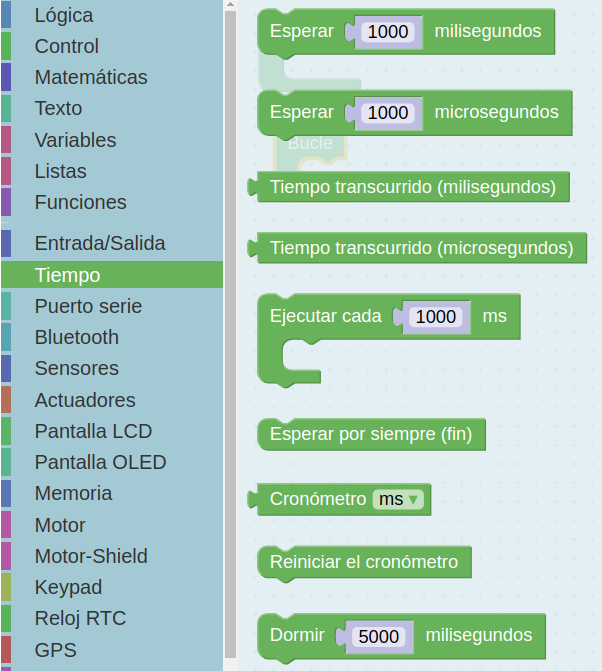 Lógica
Control
Matemáticas
Texto
Variables
Listas
Funciones
Entrada/Salida
Tiempo
Puerto serie
Bluetooth
Sensores
Actuadores
Pantalla LCD
Pantalla OLED
Memoria
Motor
Motor-Shield
Keypad
Reloj RTC
GPS
Esperar 1000 milisegundos
Esperar 1000 microsegundos
Bucle
Tiempo transcurrido (milisegundos)
Tiempo transcurrido (microsegundos)
Ejecutar cada 1000 ms
Esperar por siempre (fin)
Cronómetro ms
Reiniciar el cronómetro
Dormir 5000 milisegundos